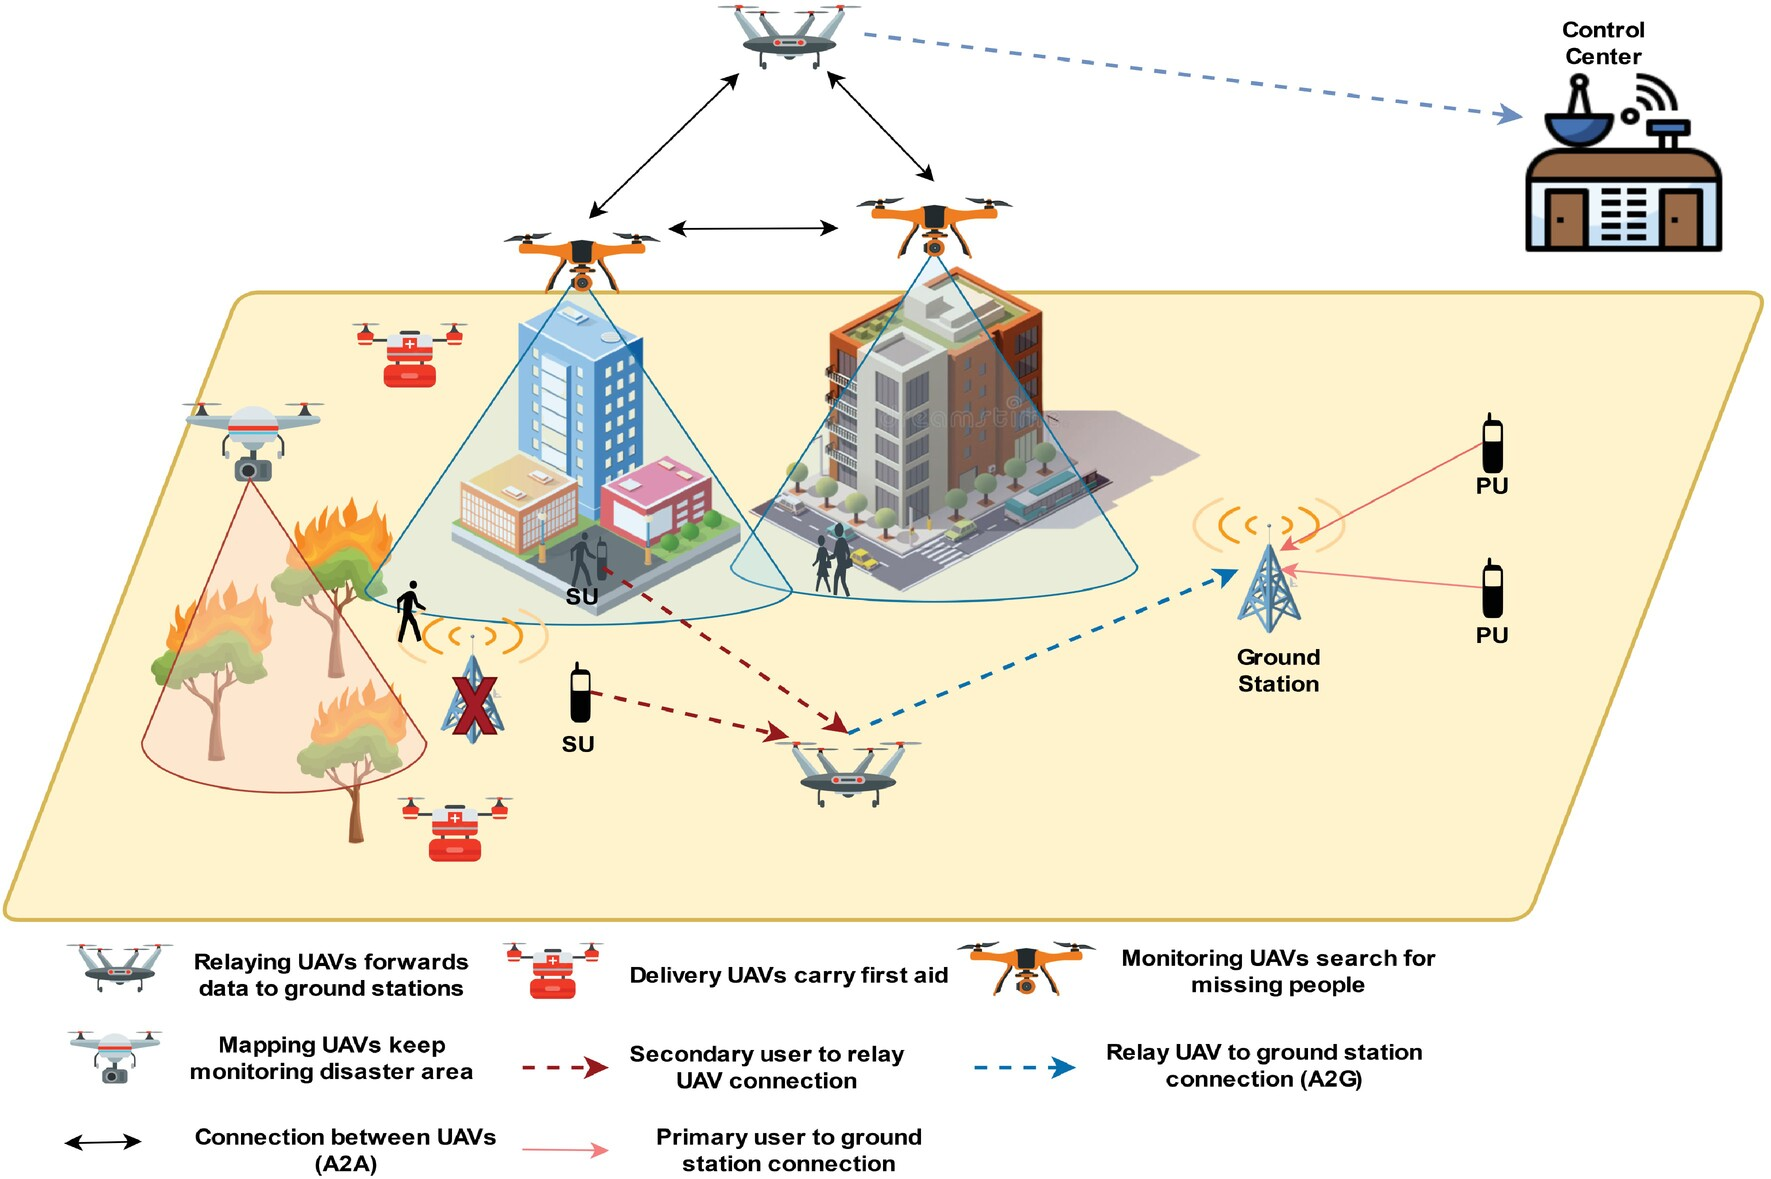 Control
Center
PU
PU
SU
SU
X
Ground
Station
Relaying UAVs forwards
data to ground stations
Delivery UAVs carry first aid
Monitoring UAVs search for
missing people
Mapping UAVs keep
monitoring disaster area
Secondary user to relay
UAV connection
Relay UAV to ground station
connection (A2G)
Connection between UAVs
(A2A)
Primary user to ground
station connection